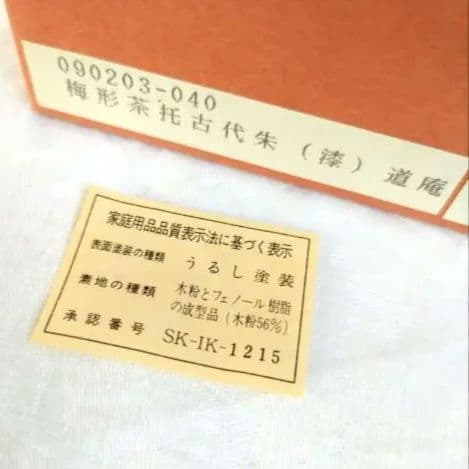 090203-040
梅形茶托古代朱（漆）道庵
家庭用品品質表示法に基づく表示
表面塗装の種類 うるし塗装
素地の種類 木粉とフェノール樹脂
の成型品（木粉56%）
承認番号 SK-IK-1215